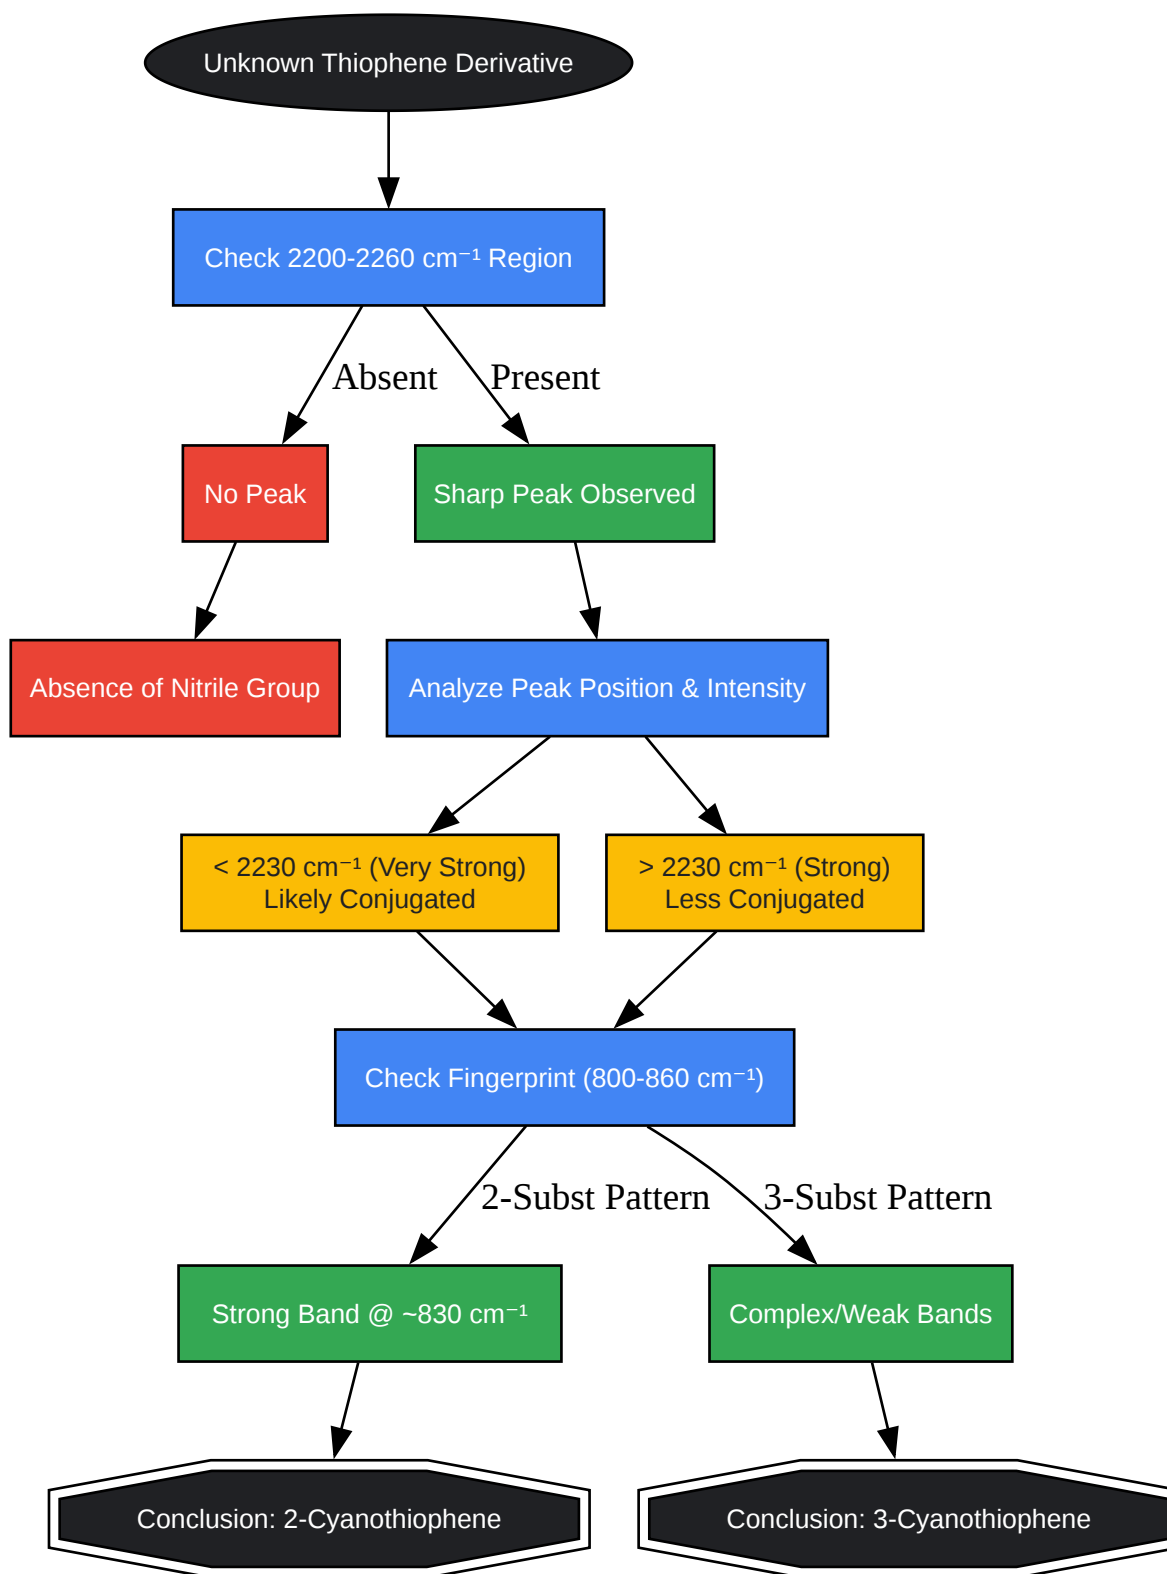 Unknown Thiophene Derivative
Check 2200-2260 cm⁻¹ Region
Absent
Present
No Peak
Sharp Peak Observed
Absence of Nitrile Group
Analyze Peak Position & Intensity
< 2230 cm⁻¹ (Very Strong)
Likely Conjugated
> 2230 cm⁻¹ (Strong)
Less Conjugated
Check Fingerprint (800-860 cm⁻¹)
2-Subst Pattern
3-Subst Pattern
Strong Band @ ~830 cm⁻¹
Complex/Weak Bands
Conclusion: 2-Cyanothiophene
Conclusion: 3-Cyanothiophene